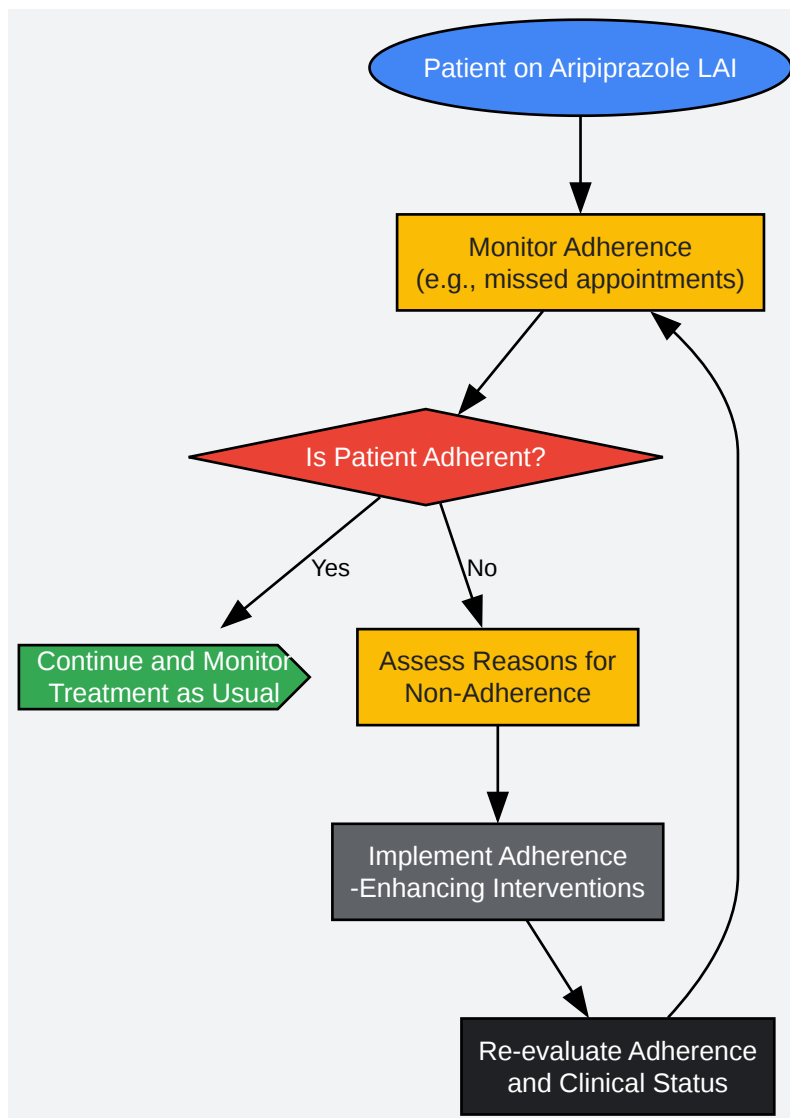 Patient on Aripiprazole LAI
Monitor Adherence
(e.g., missed appointments)
Is Patient Adherent?
Yes
No
Continue and Monitor
Treatment as Usual
Assess Reasons for
Non-Adherence
Implement Adherence
-Enhancing Interventions
Re-evaluate Adherence
and Clinical Status